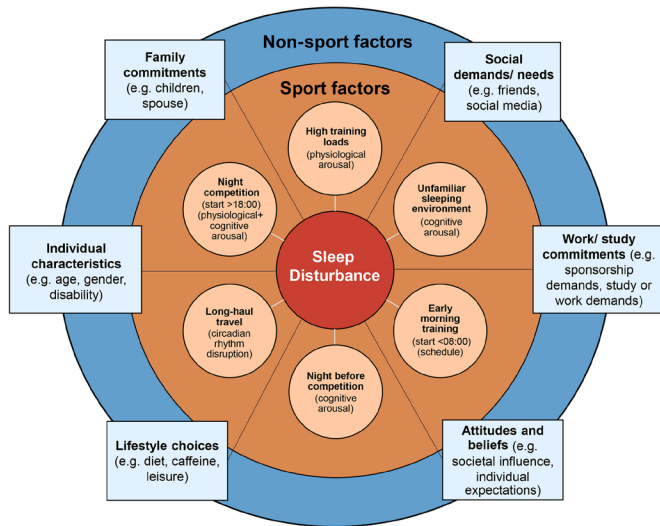 Non-sport factors
Family
commitments
(e.g. children,
spouse)
Social
demands/ needs
(e.g. friends,
social media)
Sport factors
High training
loads
(physiological
arousal)
Night
competition
(start >18:00)
(physiological+
cognitive
arousal)
Unfamiliar
sleeping
environment
(cognitive
arousal)
Individual
characteristics
(e.g. age, gender,
disability)
Sleep
Disturbance
Work/ study
commitments (e.g.
sponsorship
demands, study or
work demands)
Long-haul
travel
(circadian
rhythm
disruption)
Early
morning
training
(start <08:00)
(schedule)
Night before
competition
(cognitive
arousal)
Lifestyle choices
(e.g. diet, caffeine,
leisure)
Attitudes and
beliefs (e.g.
societal influence,
individual
expectations)